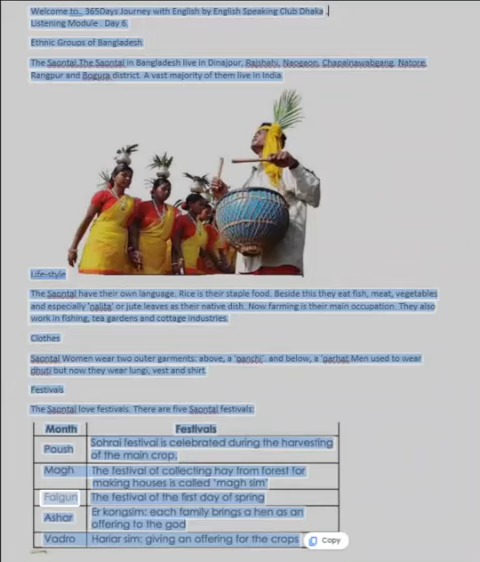 Welcome to.. 365Days Journey with English by English Speaking Club Dhaka .
Listening Module . Day 6.
Ethnic Groups of Bangladesh
The Saontal.The Saontal in Bangladesh live in Dinajpur, Rajshahi, Naogaon, Chapainawabgang, Natore,
Rangpur and Bogura district. A vast majority of them live in India.
Life-style
The Saontal have their own language. Rice is their staple food. Beside this they eat fish, meat, vegetables
and especially 'nalita' or jute leaves as their native dish. Now farming is their main occupation. They also
work in fishing, tea gardens and cottage industries.
Clothes
Saontal Women wear two outer garments: above, a 'panchi'. and below, a 'parhat Men used to wear
dhuti but now they wear lungi, vest and shirt.
Festivals
The Saontal love festivals. There are five Saontal festivals:
Month Festivals
Poush Sohrai festival is celebrated during the harvesting
of the main crop.
Magh The festival of collecting hay from forest for
making houses is called 'magh sim'
Falgun The festival of the first day of spring
Ashar Er kongsim: each family brings a hen as an
offering to the god
Vadro Hariar sim: giving an offering for the crops
Copy